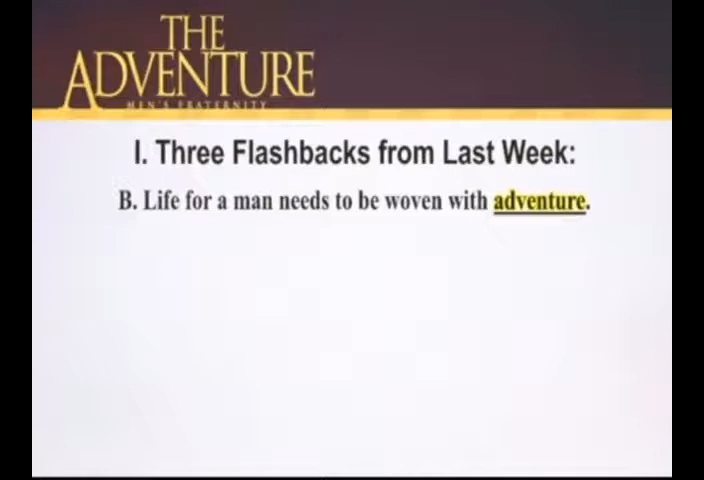 THE
ADVENTURE
MEN'S FRATERNITY
I. Three Flashbacks from Last Week:
B. Life for a man needs to be woven with adventure.